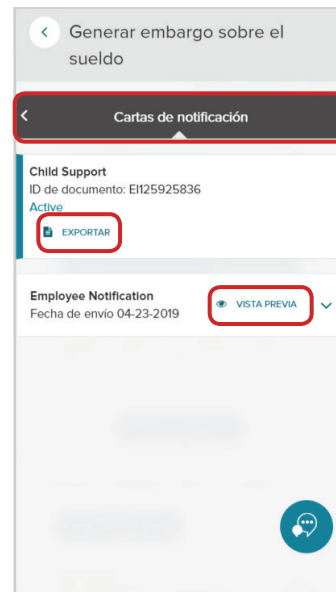 Generar embargo sobre el
sueldo
Cartas de notificación
Child Support
ID de documento: EI125925836
Active
EXPORTAR
Employee Notification
Fecha de envío 04-23-2019
VISTA PREVIA